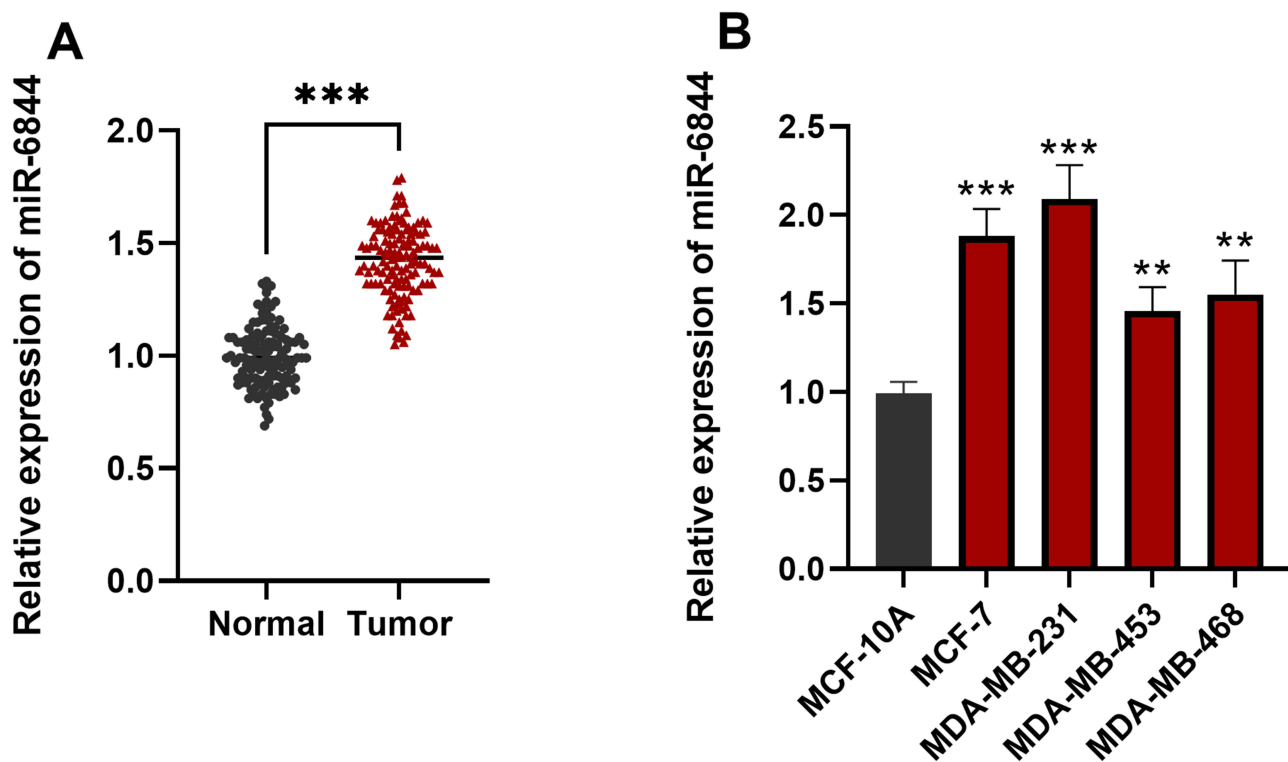 A
Relative expression of miR-6844
***
2.0
1.5
1.0
0.5
0.0
Normal Tumor
B
Relative expression of miR-6844
2.5
2.0
1.5
1.0
0.5
0.0
***
***
**
**
MCF-10A
MCF-7
MDA-MB-231
MDA-MB-453
MDA-MB-468